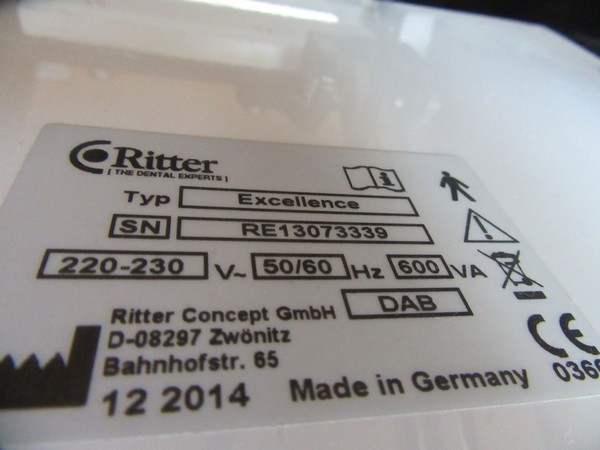 Ritter
[ THE DENTAL EXPERTS ]
Typ Excellence
SN RE13073339
220-230 V~ 50/60 Hz 600 VA
DAB
Ritter Concept GmbH
D-08297 Zwönitz
Bahnhofstr. 65
12 2014 Made in Germany
CE